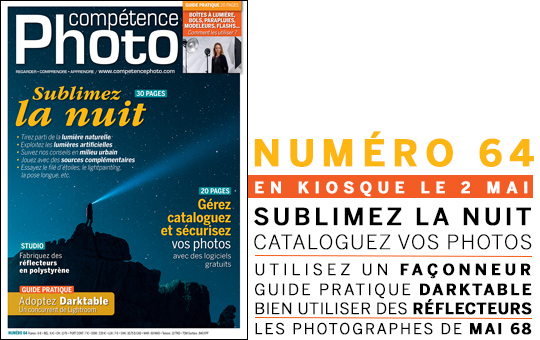 compétence
Photo
REGARDER • COMPRENDRE • APPRENDRE / www.competencephoto.com
GUIDE PRATIQUE 20 PAGES
BOÎTES À LUMIÈRE,
BOLS, PARAPLUIES,
MODELEURS, FLASHS...
Comment les utiliser ?
Sublimez
30 PAGES
la nuit
• Tirez parti de la lumière naturelle
• Exploitez les lumières artificielles
• Suivez nos conseils en milieu urbain
• Jouez avec des sources complémentaires
• Essayez le filé d'étoiles, le lightpainting,
la pose longue, etc.
20 PAGES
Gérez
cataloguez
et sécurisez
vos photos
avec des logiciels
gratuits
STUDIO
Fabriquez des
réflecteurs
en polystyrène
GUIDE PRATIQUE
Adoptez Darktable
Un concurrent de Lightroom
NUMÉRO 64
NUMÉRO 64
EN KIOSQUE LE 2 MAI
SUBLIMEZ LA NUIT
CATALOGUEZ VOS PHOTOS
UTILISEZ UN FAÇONNEUR
GUIDE PRATIQUE DARKTABLE
BIEN UTILISER DES RÉFLECTEURS
LES PHOTOGRAPHES DE MAI 68